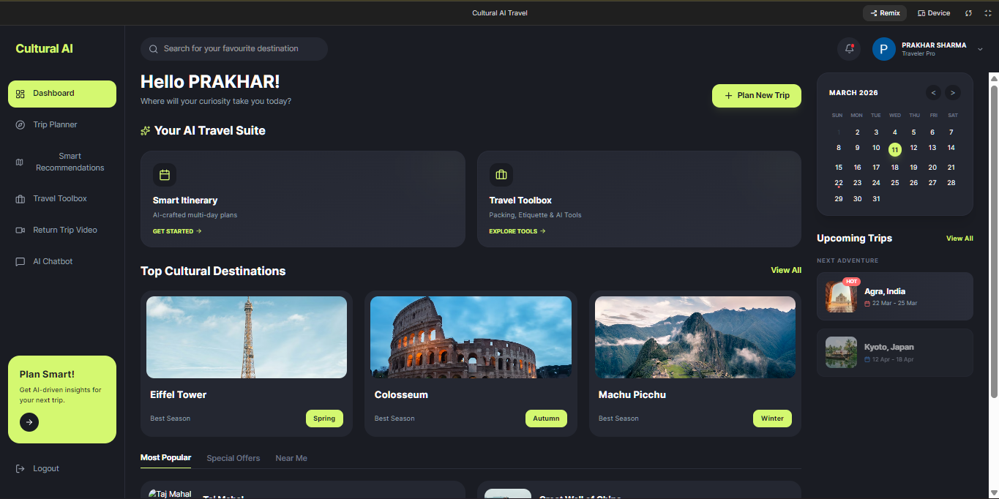 Cultural AI Travel
Remix
Device
Cultural AI
Search for your favourite destination
P
PRAKHAR SHARMA
Traveler Pro
Dashboard
Trip Planner
Smart
Recommendations
Travel Toolbox
Return Trip Video
AI Chatbot
Plan Smart!
Get AI-driven insights for
your next trip.
Logout
Hello PRAKHAR!
Where will your curiosity take you today?
+ Plan New Trip
Your AI Travel Suite
Smart Itinerary
AI-crafted multi-day plans
GET STARTED →
Travel Toolbox
Packing, Etiquette & AI Tools
EXPLORE TOOLS →
Top Cultural Destinations
View All
Eiffel Tower
Best Season
Spring
Colosseum
Best Season
Autumn
Machu Picchu
Best Season
Winter
Most Popular
Special Offers
Near Me
Taj Mahal
Taj Mahal
Great Wall of China
MARCH 2026
< >
SUN MON TUE WED THU FRI SAT
1 2 3 4 5 6 7
8 9 10 11 12 13 14
15 16 17 18 19 20 21
22 23 24 25 26 27 28
29 30 31
Upcoming Trips
View All
NEXT ADVENTURE
HOT
Agra, India
22 Mar - 25 Mar
Kyoto, Japan
12 Apr - 18 Apr